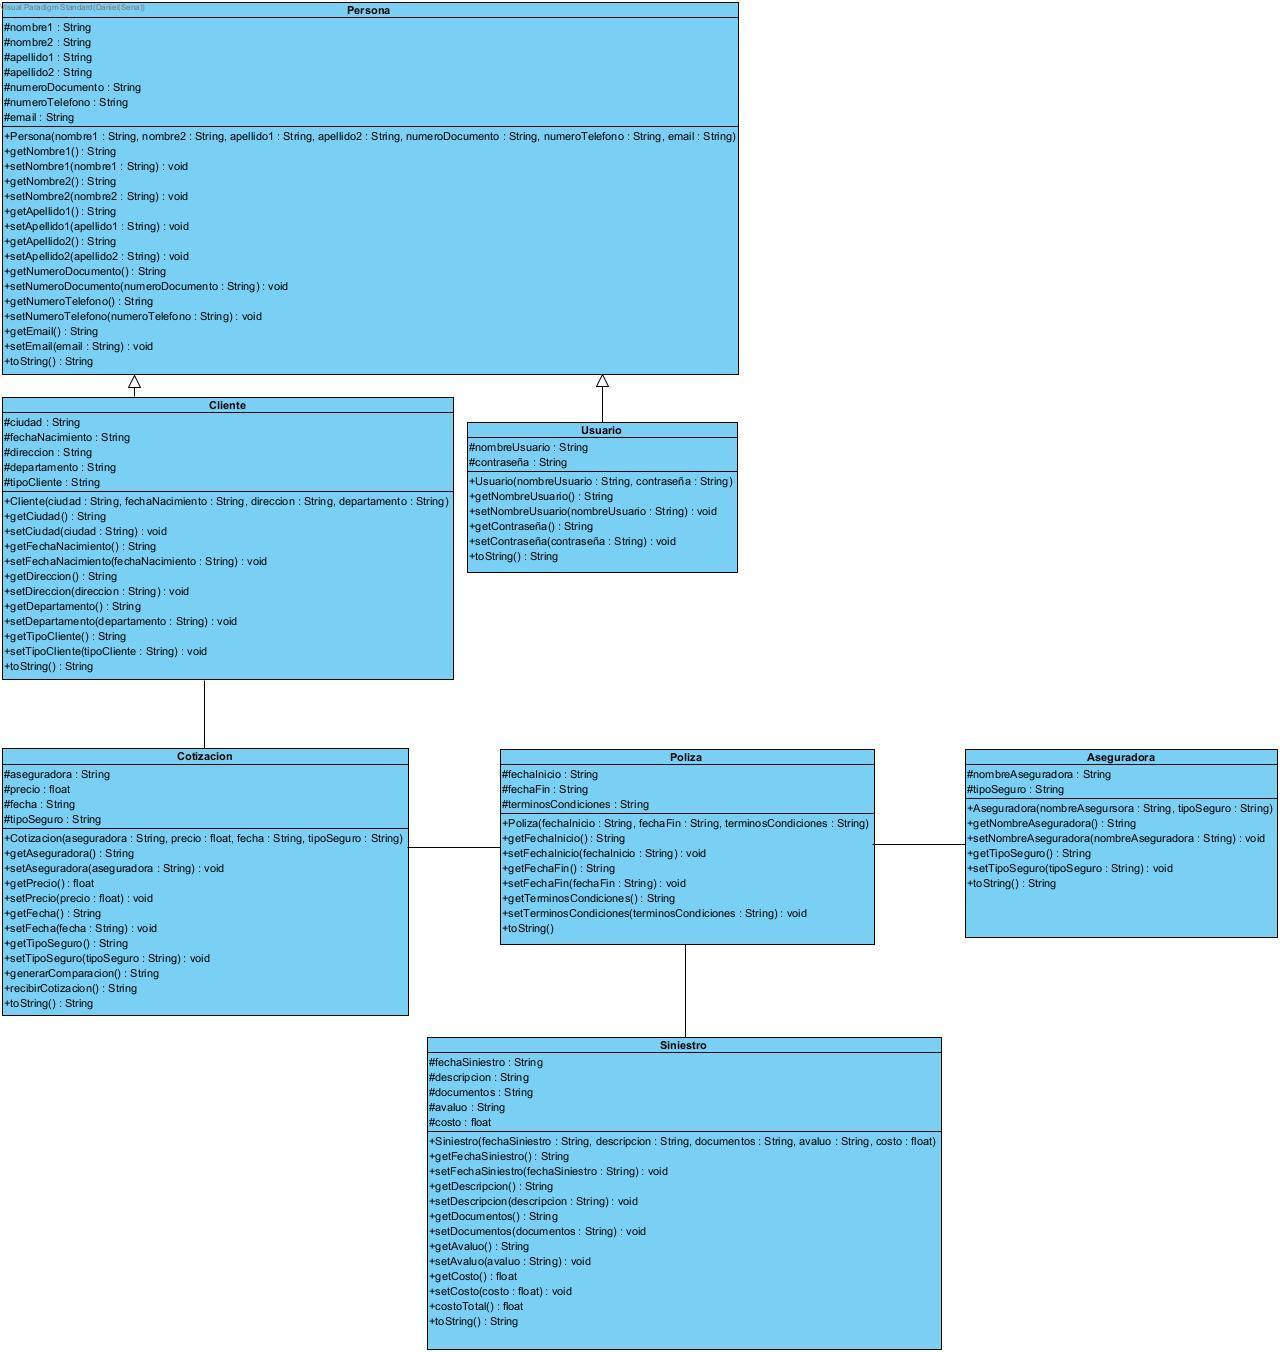 Visual Paradigm Standard(Daniel(Sena))
Persona
#nombre1 : String
#nombre2 : String
#apellido1 : String
#apellido2 : String
#numeroDocumento : String
#numeroTelefono : String
#email : String
+Persona(nombre1 : String, nombre2 : String, apellido1 : String, apellido2 : String, numeroDocumento : String, numeroTelefono : String, email : String)
+getNombre1() : String
+setNombre1(nombre1 : String) : void
+getNombre2() : String
+setNombre2(nombre2 : String) : void
+getApellido1() : String
+setApellido1(apellido1 : String) : void
+getApellido2() : String
+setApellido2(apellido2 : String) : void
+getNumeroDocumento() : String
+setNumeroDocumento(numeroDocumento : String) : void
+getNumeroTelefono() : String
+setNumeroTelefono(numeroTelefono : String) : void
+getEmail() : String
+setEmail(email : String) : void
+toString() : String
Cliente
#ciudad : String
#fechaNacimiento : String
#direccion : String
#departamento : String
#tipoCliente : String
+Cliente(ciudad : String, fechaNacimiento : String, direccion : String, departamento : String)
+getCiudad() : String
+setCiudad(ciudad : String) : void
+getFechaNacimiento() : String
+setFechaNacimiento(fechaNacimiento : String) : void
+getDireccion() : String
+setDireccion(direccion : String) : void
+getDepartamento() : String
+setDepartamento(departamento : String) : void
+getTipoCliente() : String
+setTipoCliente(tipoCliente : String) : void
+toString() : String
Usuario
#nombreUsuario : String
#contraseña : String
+Usuario(nombreUsuario : String, contraseña : String)
+getNombreUsuario() : String
+setNombreUsuario(nombreUsuario : String) : void
+getContraseña() : String
+setContraseña(contraseña : String) : void
+toString() : String
Cotizacion
#aseguradora : String
#precio : float
#fecha : String
#tipoSeguro : String
+Cotizacion(aseguradora : String, precio : float, fecha : String, tipoSeguro : String)
+getAseguradora() : String
+setAseguradora(aseguradora : String) : void
+getPrecio() : float
+setPrecio(precio : float) : void
+getFecha() : String
+setFecha(fecha : String) : void
+getTipoSeguro() : String
+setTipoSeguro(tipoSeguro : String) : void
+generarComparacion() : String
+recibirCotizacion() : String
+toString() : String
Poliza
#fechaInicio : String
#fechaFin : String
#terminosCondiciones : String
+Poliza(fechaInicio : String, fechaFin : String, terminosCondiciones : String)
+getFechaInicio() : String
+setFechaInicio(fechaInicio : String) : void
+getFechaFin() : String
+setFechaFin(fechaFin : String) : void
+getTerminosCondiciones() : String
+setTerminosCondiciones(terminosCondiciones : String) : void
+toString()
Aseguradora
#nombreAseguradora : String
#tipoSeguro : String
+Aseguradora(nombreAsegursora : String, tipoSeguro : String)
+getNombreAseguradora() : String
+setNombreAseguradora(nombreAseguradora : String) : void
+getTipoSeguro() : String
+setTipoSeguro(tipoSeguro : String) : void
+toString() : String
Siniestro
#fechaSiniestro : String
#descripcion : String
#documentos : String
#avaluo : String
#costo : float
+Siniestro(fechaSiniestro : String, descripcion : String, documentos : String, avaluo : String, costo : float)
+getFechaSiniestro() : String
+setFechaSiniestro(fechaSiniestro : String) : void
+getDescripcion() : String
+setDescripcion(descripcion : String) : void
+getDocumentos() : String
+setDocumentos(documentos : String) : void
+getAvaluo() : String
+setAvaluo(avaluo : String) : void
+getCosto() : float
+setCosto(costo : float) : void
+costoTotal() : float
+toString() : String